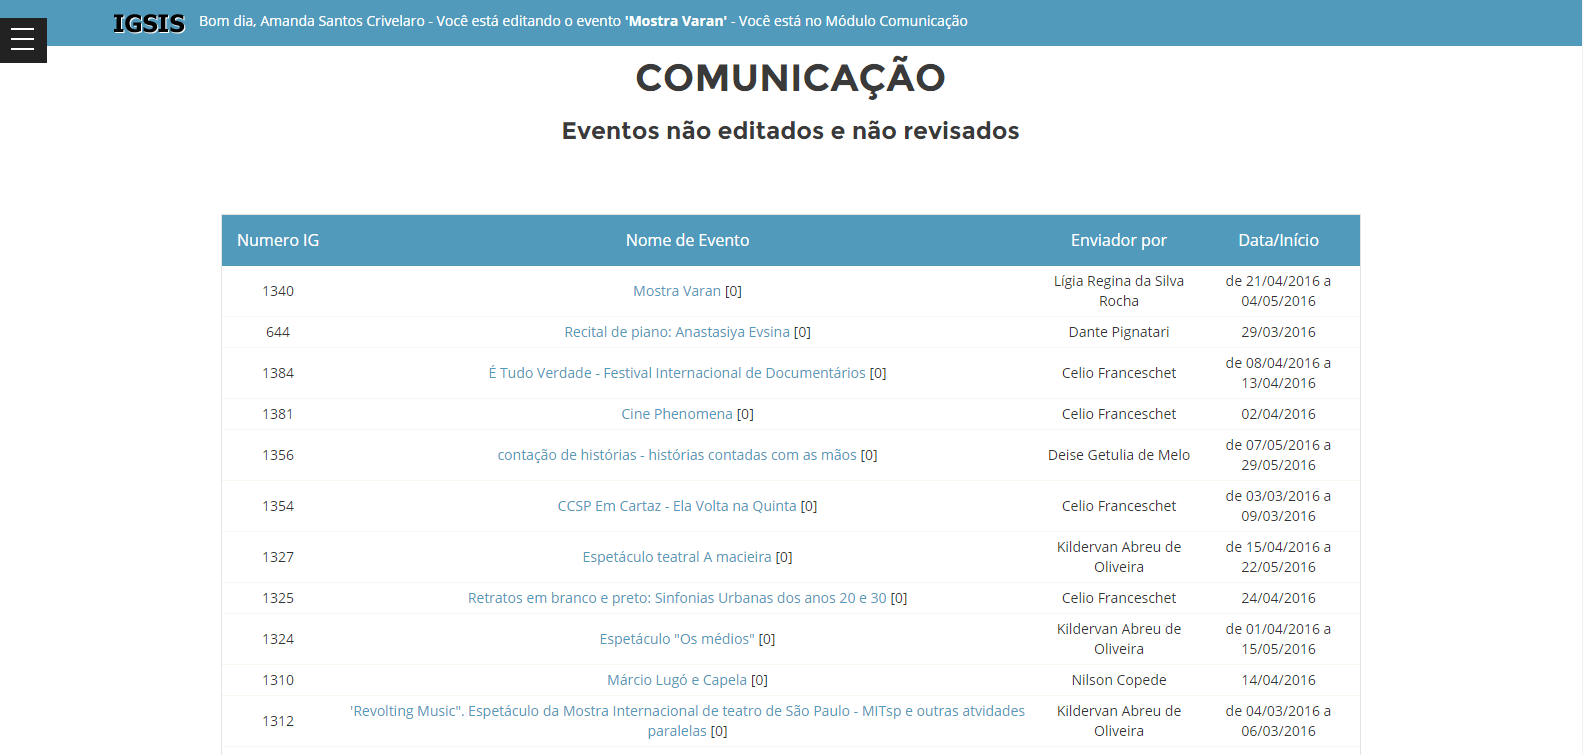 IGSIS Bom dia, Amanda Santos Crivelaro - Você está editando o evento 'Mostra Varan' - Você está no Módulo Comunicação
COMUNICAÇÃO
Eventos não editados e não revisados
Numero IG Nome de Evento Enviador por Data/Início
1340 Mostra Varan [0] Lígia Regina da Silva Rocha de 21/04/2016 a 04/05/2016
644 Recital de piano: Anastasiya Evsina [0] Dante Pignatari 29/03/2016
1384 É Tudo Verdade - Festival Internacional de Documentários [0] Celio Franceschet de 08/04/2016 a 13/04/2016
1381 Cine Phenomena [0] Celio Franceschet 02/04/2016
1356 contação de histórias - histórias contadas com as mãos [0] Deise Getulia de Melo de 07/05/2016 a 29/05/2016
1354 CCSP Em Cartaz - Ela Volta na Quinta [0] Celio Franceschet de 03/03/2016 a 09/03/2016
1327 Espetáculo teatral A macieira [0] Kildervan Abreu de Oliveira de 15/04/2016 a 22/05/2016
1325 Retratos em branco e preto: Sinfonias Urbanas dos anos 20 e 30 [0] Celio Franceschet 24/04/2016
1324 Espetáculo "Os médios" [0] Kildervan Abreu de Oliveira de 01/04/2016 a 15/05/2016
1310 Márcio Lugó e Capela [0] Nilson Copede 14/04/2016
1312 'Revolting Music". Espetáculo da Mostra Internacional de teatro de São Paulo - MITsp e outras atvidades paralelas [0] Kildervan Abreu de Oliveira de 04/03/2016 a 06/03/2016